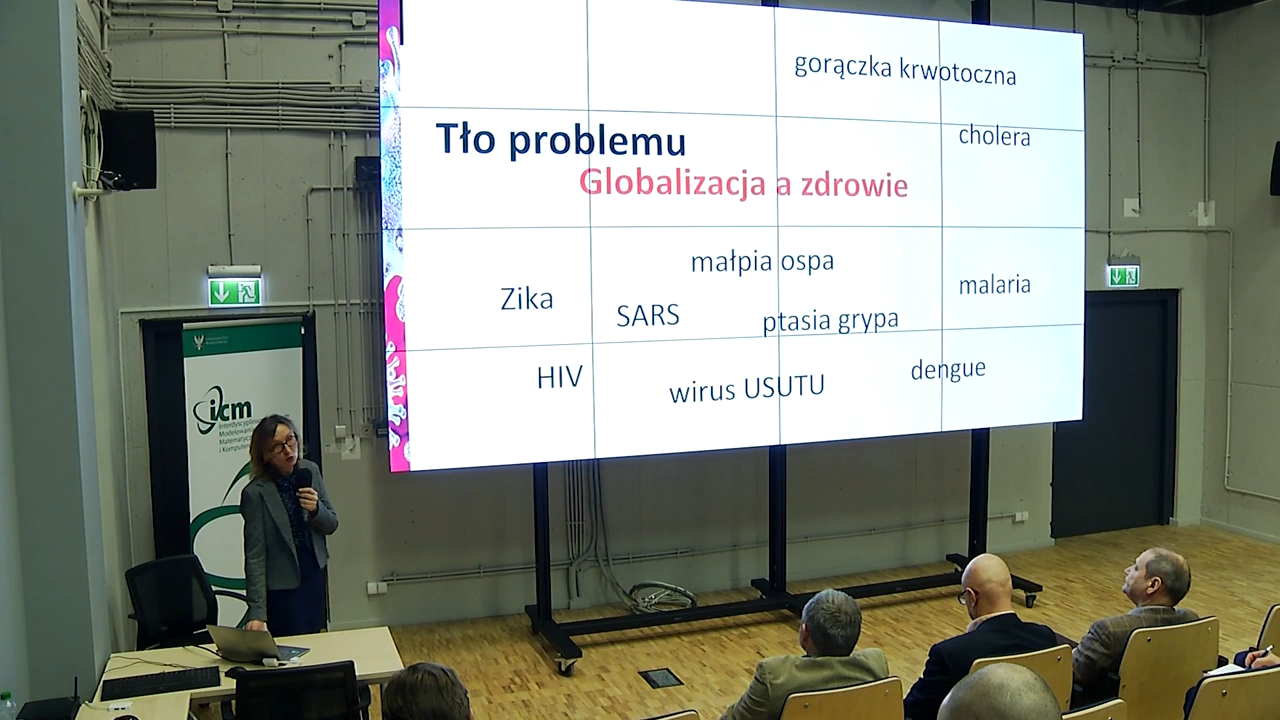 gorączka krwotoczna
cholera
Tło problemu
Globalizacja a zdrowie
małpia ospa
malaria
Zika
SARS
ptasia grypa
dengue
HIV
wirus USUTU
icm